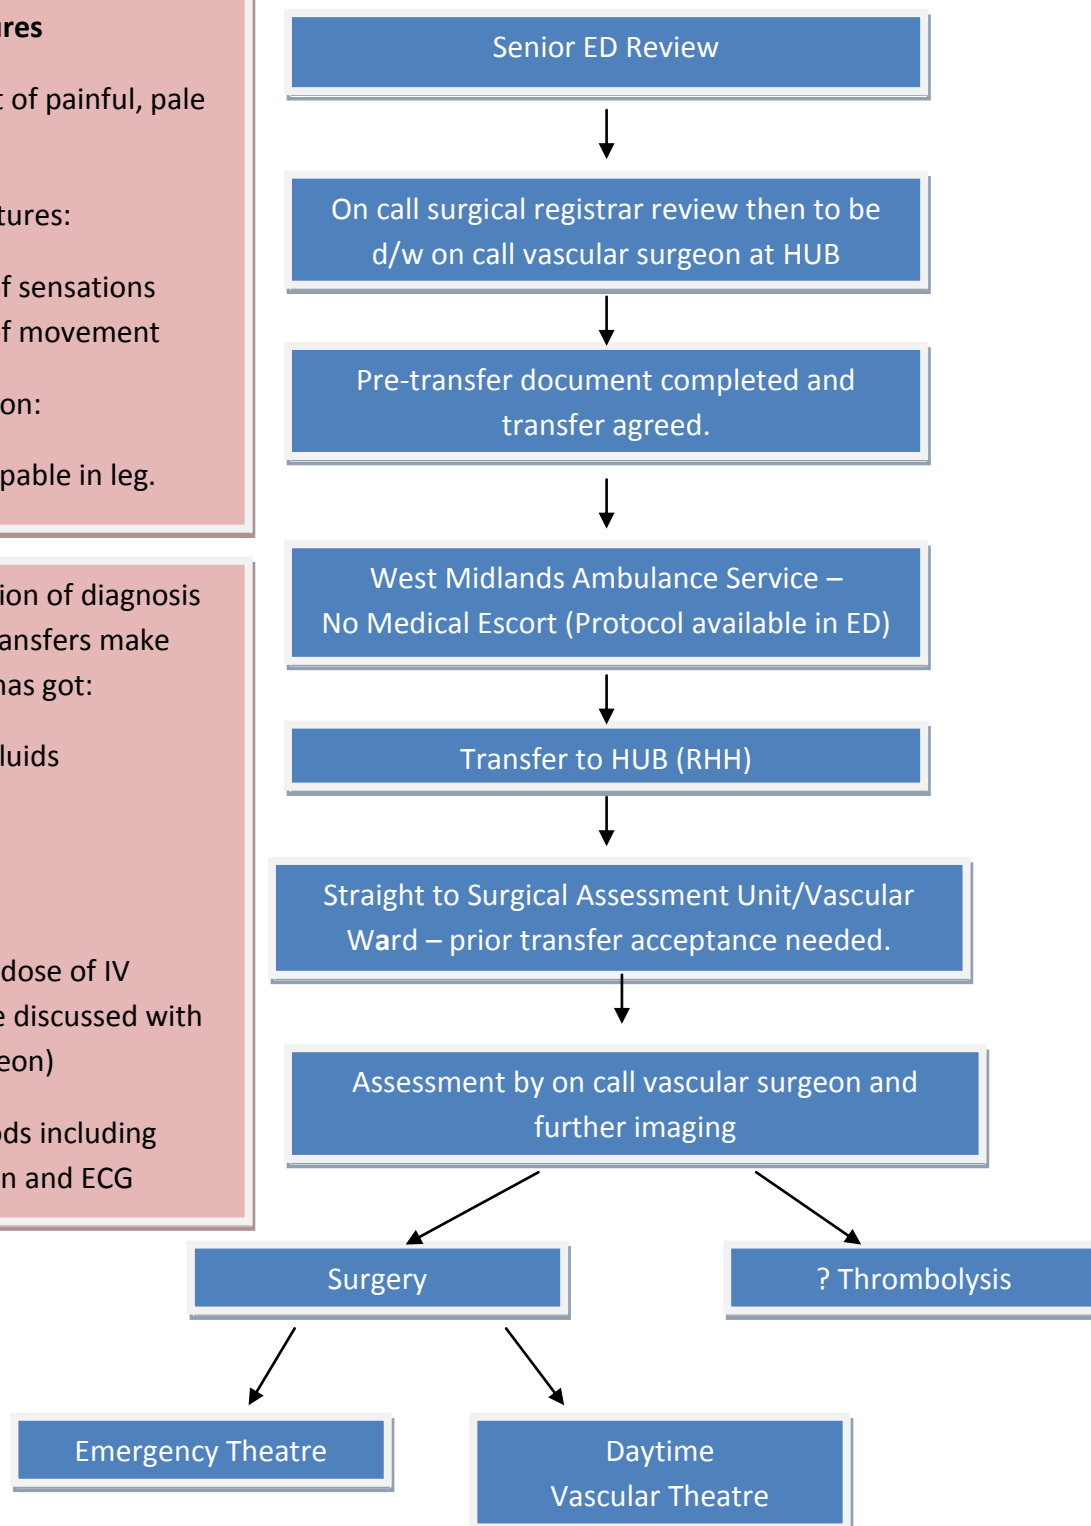 ures
t of painful, pale
tures:
f sensations
of movement
on:
pable in leg.
ion of diagnosis
ransfers make
has got:
luids
dose of IV
e discussed with
eon)
ods including
n and ECG
Senior ED Review
On call surgical registrar review then to be
d/w on call vascular surgeon at HUB
Pre-transfer document completed and
transfer agreed.
West Midlands Ambulance Service –
No Medical Escort (Protocol available in ED)
Transfer to HUB (RHH)
Straight to Surgical Assessment Unit/Vascular
Ward – prior transfer acceptance needed.
Assessment by on call vascular surgeon and
further imaging
Surgery
? Thrombolysis
Emergency Theatre
Daytime
Vascular Theatre